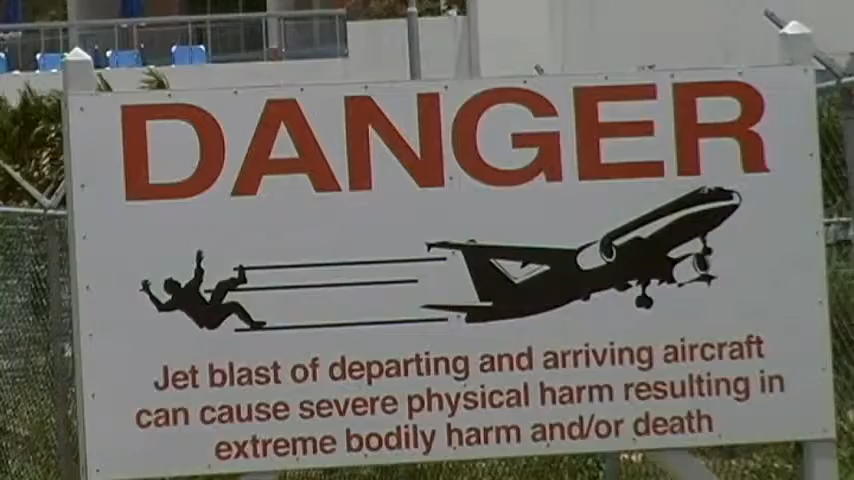 DANGER
Jet blast of departing and arriving aircraft
can cause severe physical harm resulting in
extreme bodily harm and/or death